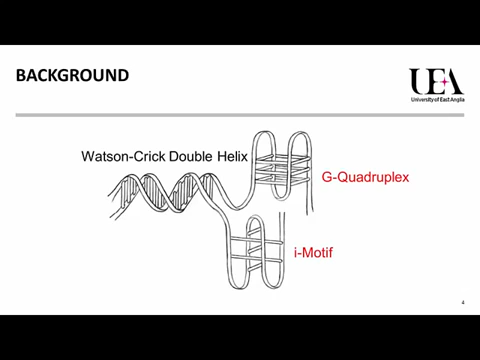 BACKGROUND
UEA
University of East Anglia
Watson-Crick Double Helix
G-Quadruplex
i-Motif
4